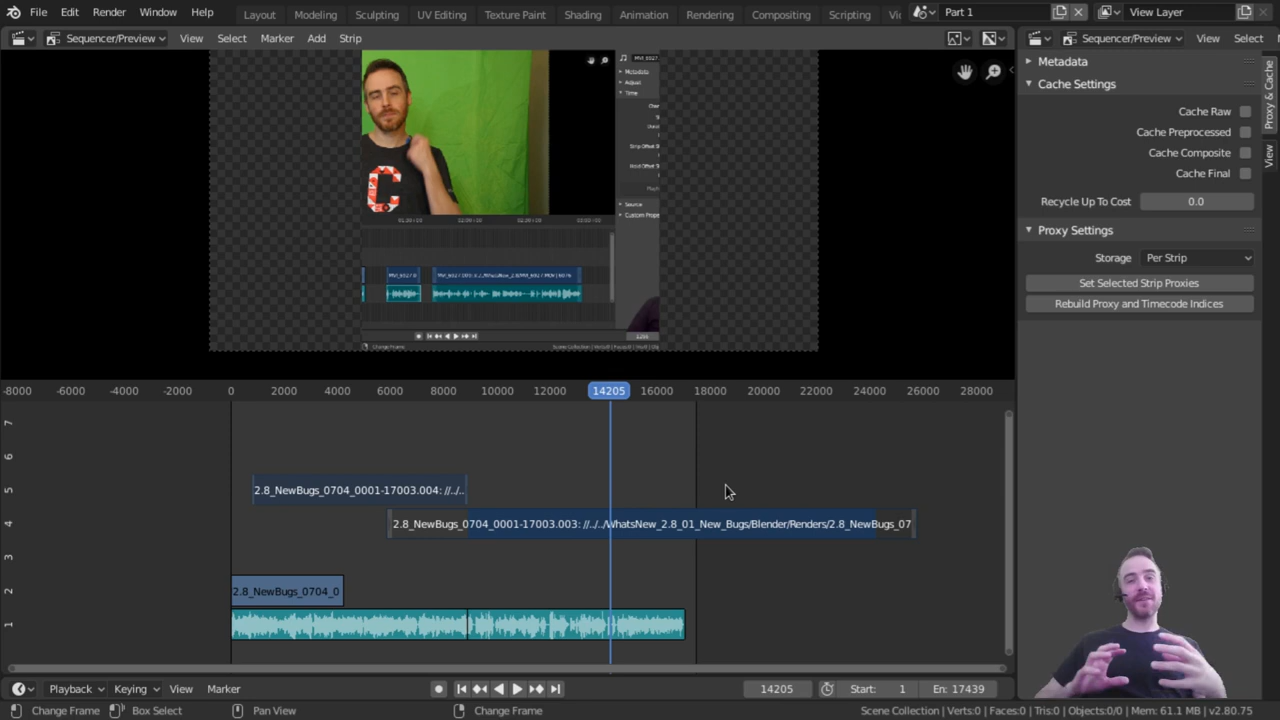 File Edit Render Window Help Layout Modeling Sculpting UV Editing Texture Paint Shading Animation Rendering Compositing Scripting Part 1 View Layer
Sequencer/Preview View Select Marker Add Strip Sequencer/Preview View Select
Metadata
Cache Settings
Cache Raw
Cache Preprocessed
Cache Composite
Cache Final
Recycle Up To Cost 0.0
Proxy Settings
Storage Per Strip
Set Selected Strip Proxies
Rebuild Proxy and Timecode Indices
Proxy & Cache
View
Metadata
Adjust
Time
Source
C
Change Frame
-8000 -6000 -4000 -2000 0 2000 4000 6000 8000 10000 12000 14205 16000 18000 20000 22000 24000 26000 28000
7
6
5
2.8_NewBugs_0704_0001-17003.004: //../..
4
2.8_NewBugs_0704_0001-17003.003: //../../WhatsNew_2.8_01_New_Bugs/Blender/Renders/2.8_NewBugs_07
3
2
2.8_NewBugs_0704_0
1
Playback Keying View Marker 14205 Start: 1 En: 17439
Change Frame Box Select Pan View Change Frame Scene Collection | Verts:0 | Faces:0 | Tris:0 | Objects:0/0 | Mem: 61.1 MB | v2.80.75